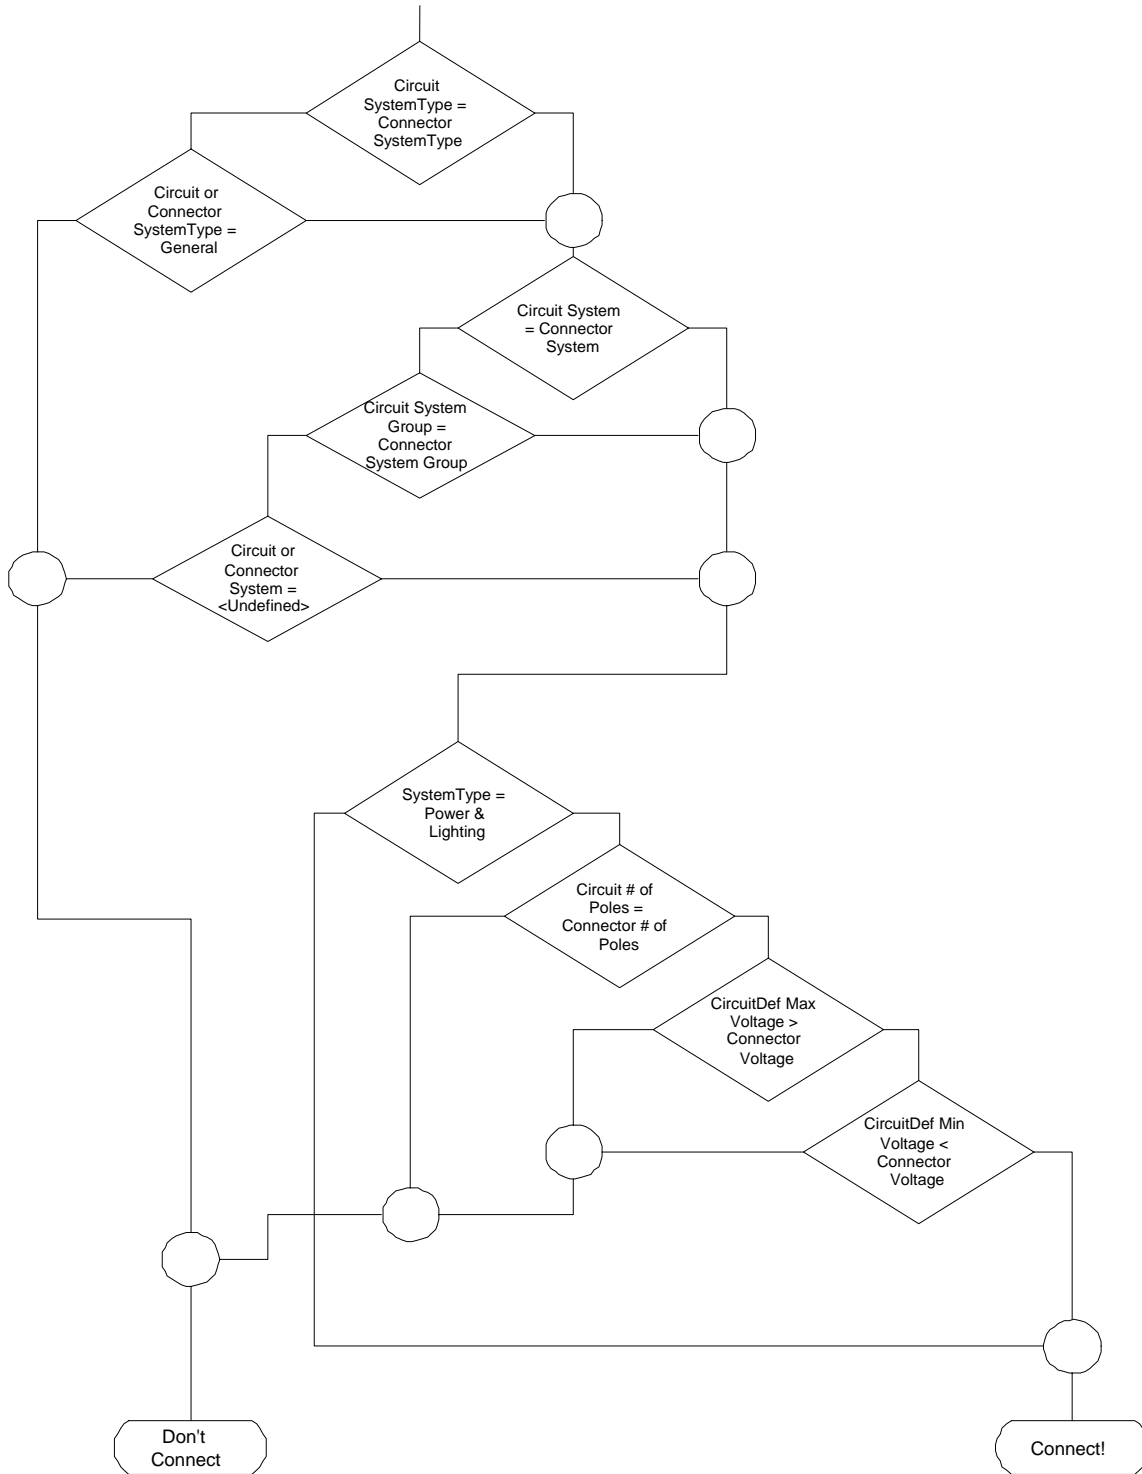 Circuit
SystemType =
Connector
SystemType
Circuit or
Connector
SystemType =
General
Circuit System
= Connector
System
Circuit System
Group =
Connector
System Group
Circuit or
Connector
System =
<Undefined>
SystemType =
Power &
Lighting
Circuit # of
Poles =
Connector # of
Poles
CircuitDef Max
Voltage >
Connector
Voltage
CircuitDef Min
Voltage <
Connector
Voltage
Don't
Connect
Connect!